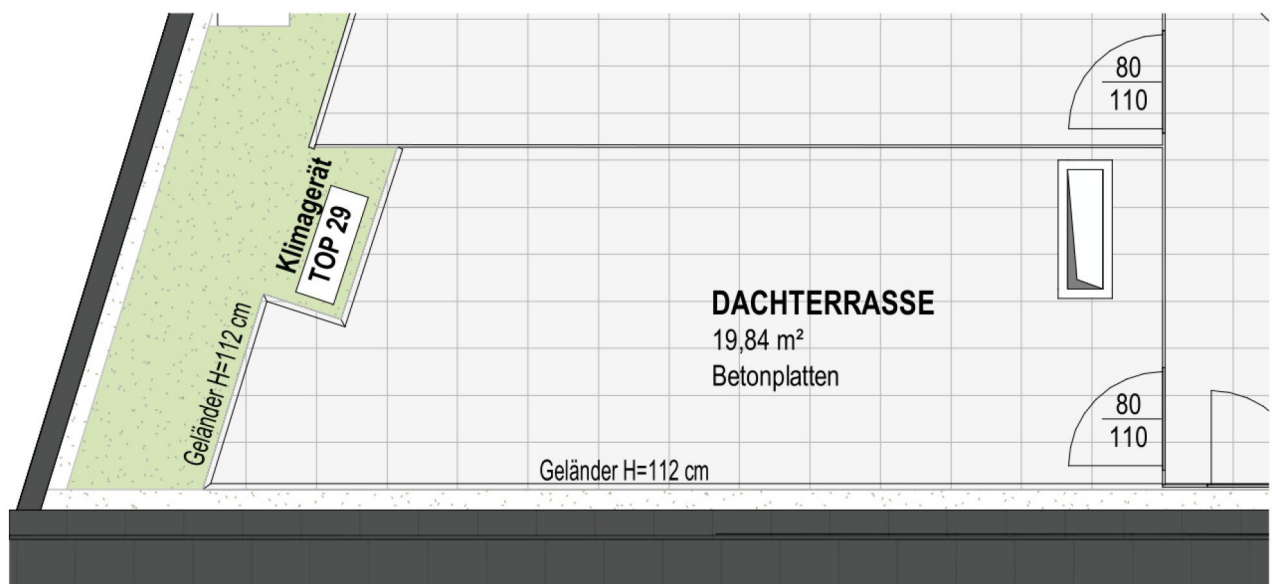 80
110
Klimagerät
TOP 29
DACHTERRASSE
19,84 m²
Betonplatten
Geländer H=112 cm
80
110
Geländer H=112 cm